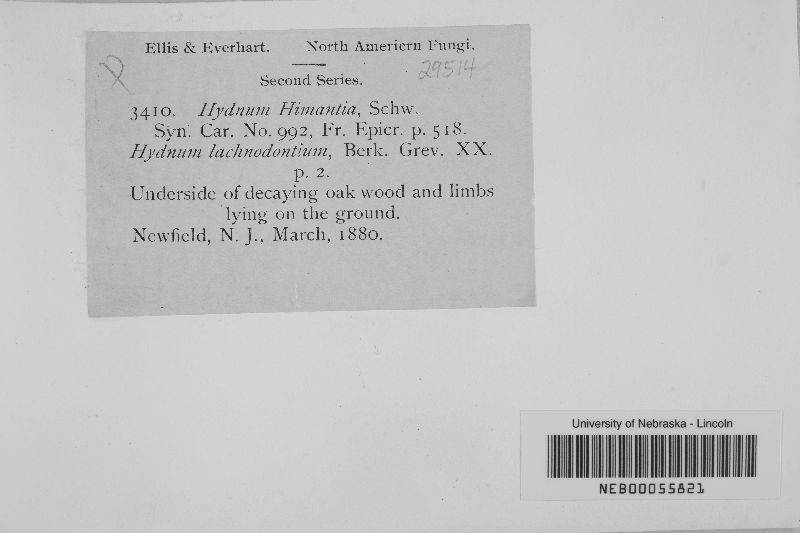 Ellis & Everhart. North Americrn Fungi.
29514
Second Series.
3410. Hydnum Himantia, Schw.
Syn. Car. No. 992, Fr. Epicr. p. 518.
Hydnum lachnodontium, Berk. Grev. XX.
p. 2.
Underside of decaying oak wood and limbs
lying on the ground.
Newfield, N. J., March, 1880.
University of Nebraska - Lincoln
NEB00055821